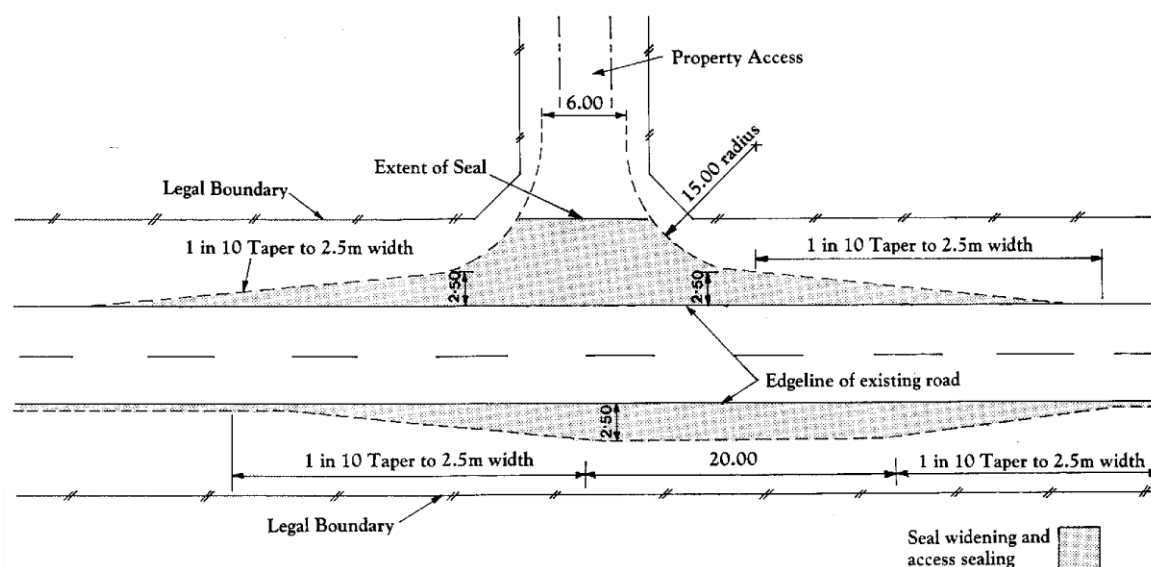 Property Access
6.00
15.00 radius
Extent of Seal
Legal Boundary
1 in 10 Taper to 2.5m width
1 in 10 Taper to 2.5m width
2.50
2.50
Edgeline of existing road
2.50
1 in 10 Taper to 2.5m width
20.00
1 in 10 Taper to 2.5m width
Legal Boundary
Seal widening and
access sealing